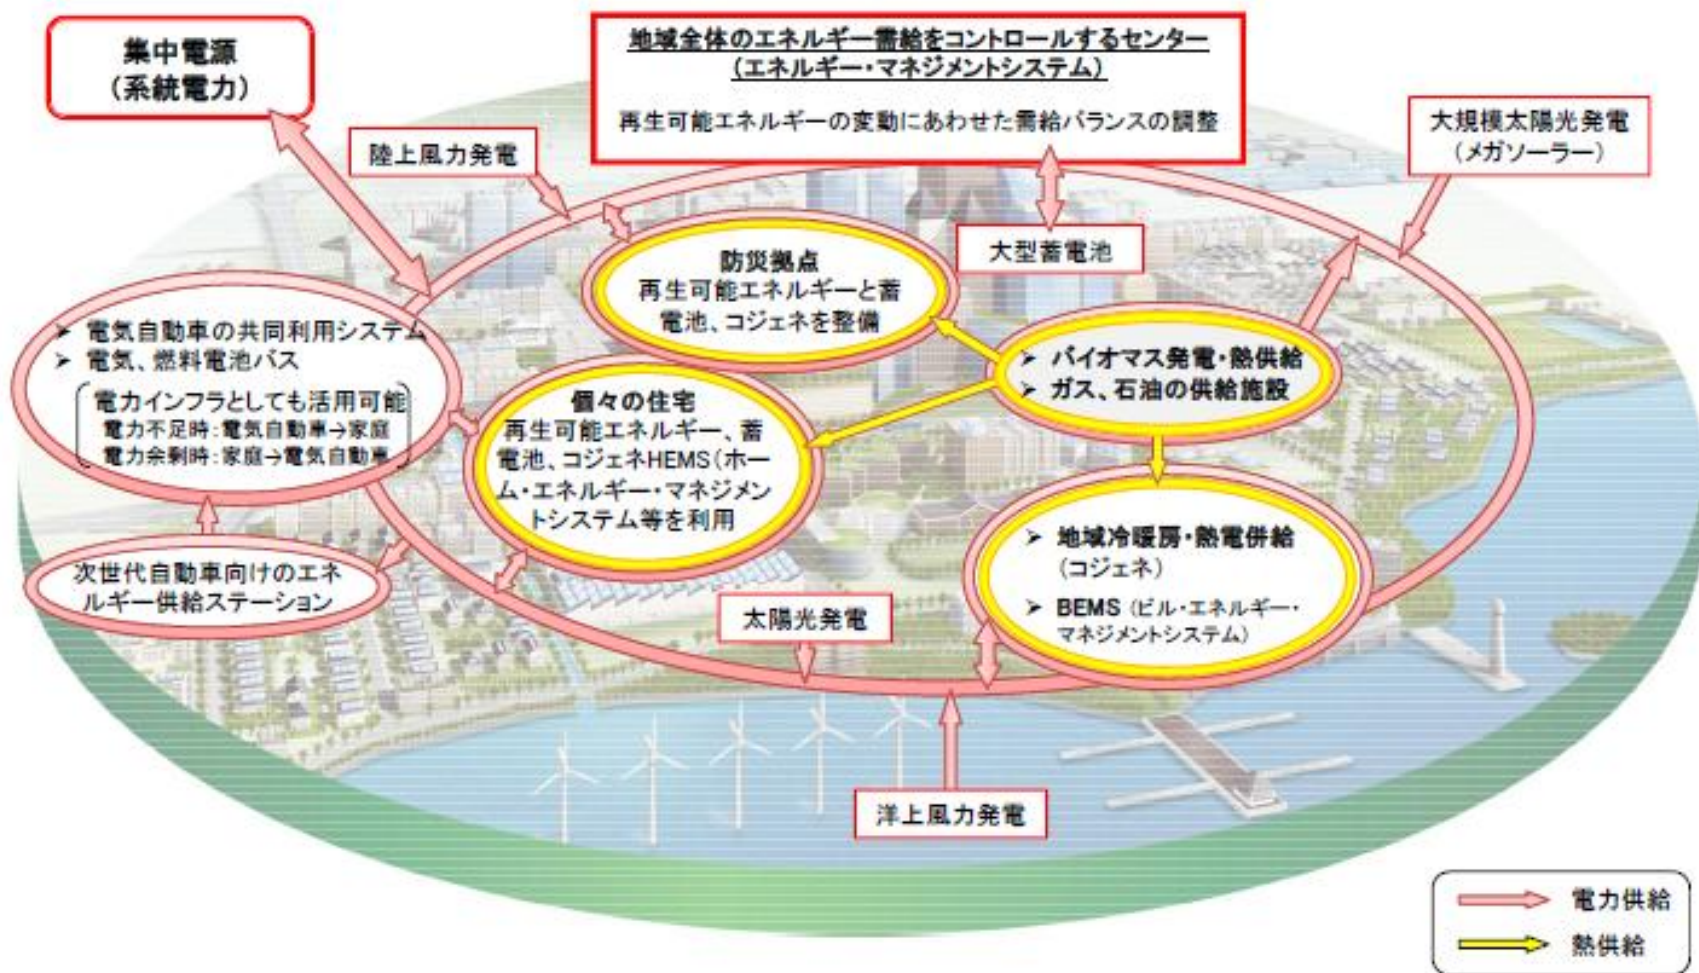 集中電源
(系統電力)
地域全体のエネルギー需給をコントロールするセンター
(エネルギー・マネジメントシステム)
再生可能エネルギーの変動にあわせた需給バランスの調整
大規模太陽光発電
(メガソーラー)
陸上風力発電
大型蓄電池
防災拠点
再生可能エネルギーと蓄
電池、コジェネを整備
➢ 電気自動車の共同利用システム
➢ 電気、燃料電池バス
電力インフラとしても活用可能
電力不足時：電気自動車→家庭
電力余剰時：家庭→電気自動車
➢ バイオマス発電・熱供給
➢ ガス、石油の供給施設
個々の住宅
再生可能エネルギー、蓄
電池、コジェネHEMS(ホー
ム・エネルギー・マネジメン
トシステム等を利用
➢ 地域冷暖房・熱電併給
(コジェネ)
➢ BEMS (ビル・エネルギー・
マネジメントシステム)
次世代自動車向けのエネ
ルギー供給ステーション
太陽光発電
洋上風力発電
電力供給
熱供給